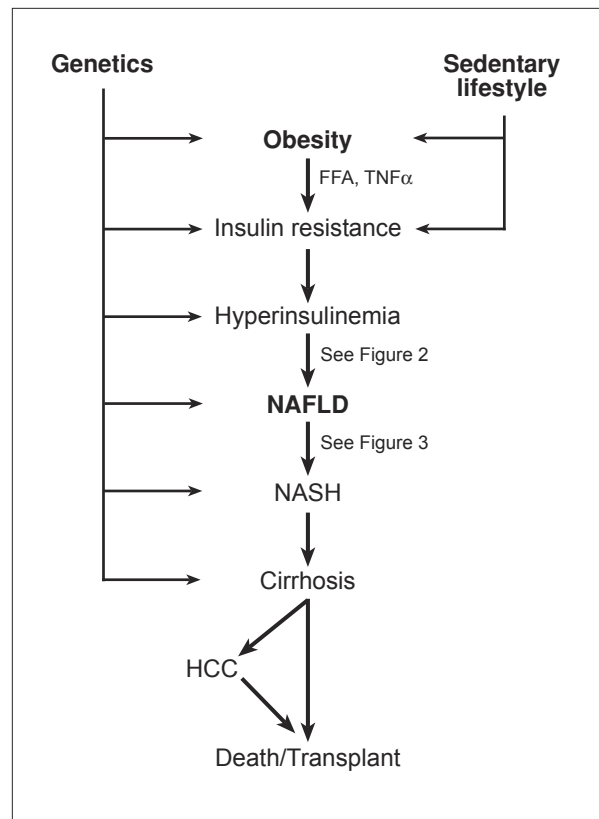 Genetics
Sedentary
lifestyle
Obesity
FFA, TNFα
Insulin resistance
Hyperinsulinemia
See Figure 2
NAFLD
See Figure 3
NASH
Cirrhosis
HCC
Death/Transplant